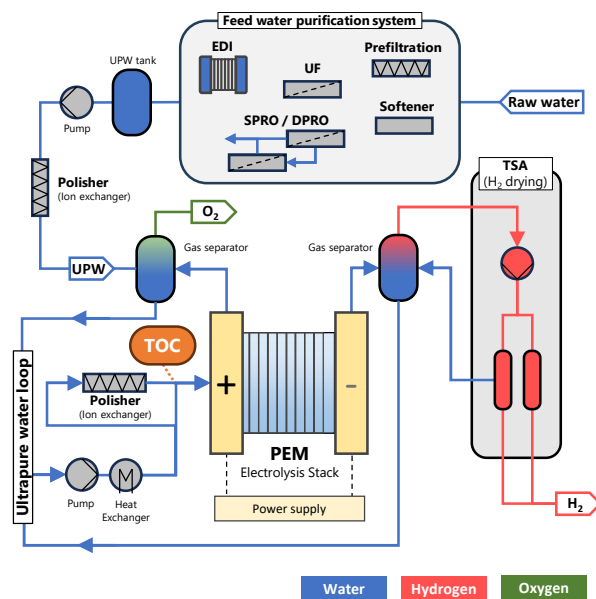 Feed water purification system
EDI
UF
Prefiltration
SPRO / DPRO
Softener
UPW tank
Pump
Raw water
Polisher
(Ion exchanger)
TSA
(H₂ drying)
O₂
UPW
Gas separator
Gas separator
TOC
Polisher
(Ion exchanger)
Ultrapure water loop
+
-
PEM
Electrolysis Stack
Pump
Heat
Exchanger
Power supply
H₂
Water
Hydrogen
Oxygen